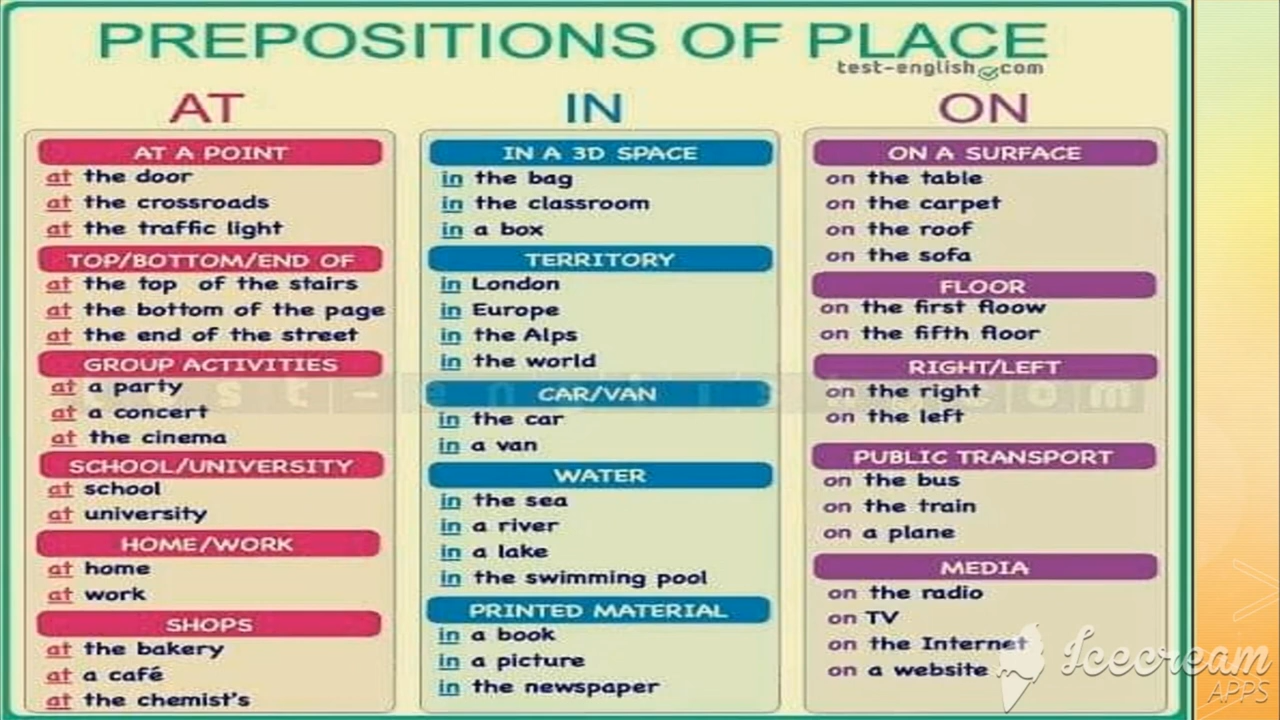 PREPOSITIONS OF PLACE
test-english.com
AT
AT A POINT
at the door
at the crossroads
at the traffic light
TOP/BOTTOM/END OF
at the top of the stairs
at the bottom of the page
at the end of the street
GROUP ACTIVITIES
at a party
at a concert
at the cinema
SCHOOL/UNIVERSITY
at school
at university
HOME/WORK
at home
at work
SHOPS
at the bakery
at a café
at the chemist's
IN
IN A 3D SPACE
in the bag
in the classroom
in a box
TERRITORY
in London
in Europe
in the Alps
in the world
CAR/VAN
in the car
in a van
WATER
in the sea
in a river
in a lake
in the swimming pool
PRINTED MATERIAL
in a book
in a picture
in the newspaper
ON
ON A SURFACE
on the table
on the carpet
on the roof
on the sofa
FLOOR
on the first floow
on the fifth floor
RIGHT/LEFT
on the right
on the left
PUBLIC TRANSPORT
on the bus
on the train
on a plane
MEDIA
on the radio
on TV
on the Internet
on a website
Icecream
APPS